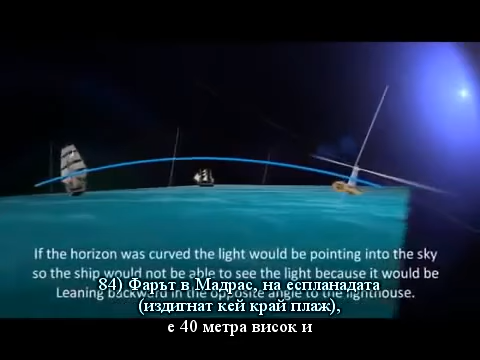 If the horizon was curved the light would be pointing into the sky
so the ship would not be able to see the light because it would be
Leaning backward in the opposite angle to the lighthouse.
84) Фарът в Мадрас, на еспланадата
(издигнат кей край плаж),
е 40 метра висок и